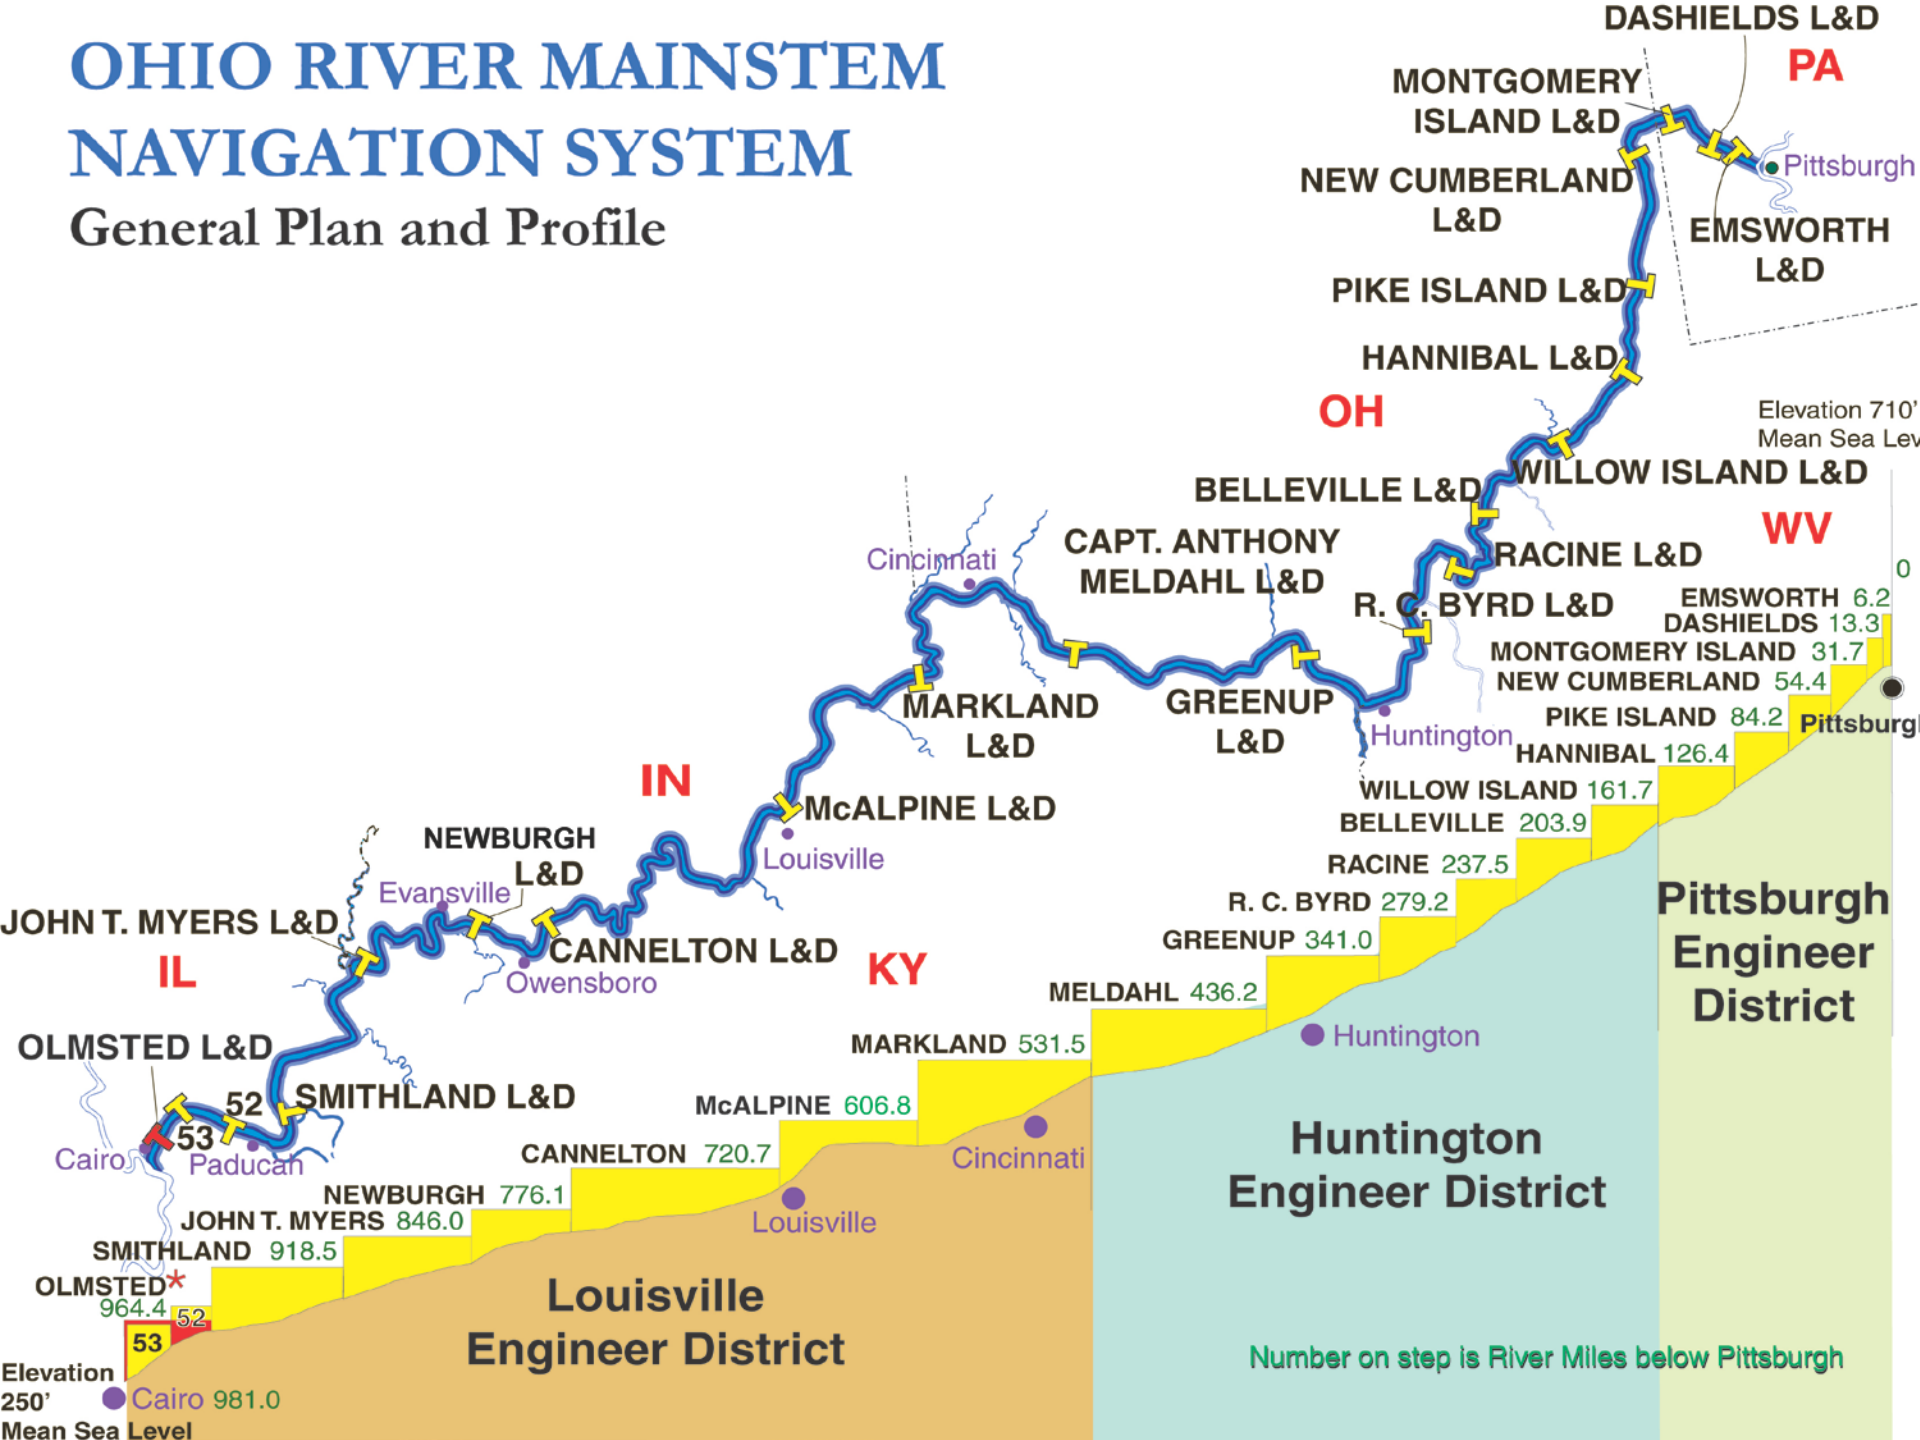 OHIO RIVER MAINSTEM
NAVIGATION SYSTEM
General Plan and Profile
DASHIELDS L&D
PA
MONTGOMERY
ISLAND L&D
Pittsburgh
NEW CUMBERLAND
L&D
EMSWORTH
L&D
PIKE ISLAND L&D
HANNIBAL L&D
OH
Elevation 710'
Mean Sea Lev
WILLOW ISLAND L&D
BELLEVILLE L&D
WV
CAPT. ANTHONY
MELDAHL L&D
Cincinnati
RACINE L&D
R. C. BYRD L&D
MARKLAND
L&D
GREENUP
L&D
Huntington
IN
McALPINE L&D
Louisville
NEWBURGH
L&D
Evansville
JOHN T. MYERS L&D
CANNELTON L&D
Owensboro
IL
KY
OLMSTED L&D
52
SMITHLAND L&D
53
Cairo
Paducah
0
EMSWORTH 6.2
DASHIELDS 13.3
MONTGOMERY ISLAND 31.7
NEW CUMBERLAND 54.4
PIKE ISLAND 84.2
Pittsburgh
HANNIBAL 126.4
WILLOW ISLAND 161.7
BELLEVILLE 203.9
RACINE 237.5
R. C. BYRD 279.2
GREENUP 341.0
MELDAHL 436.2
MARKLAND 531.5
McALPINE 606.8
CANNELTON 720.7
NEWBURGH 776.1
JOHN T. MYERS 846.0
SMITHLAND 918.5
OLMSTED*
964.4
52
53
Elevation
250'
Mean Sea Level
Cairo 981.0
Louisville
Cincinnati
Huntington
Louisville
Engineer District
Huntington
Engineer District
Pittsburgh
Engineer
District
Number on step is River Miles below Pittsburgh